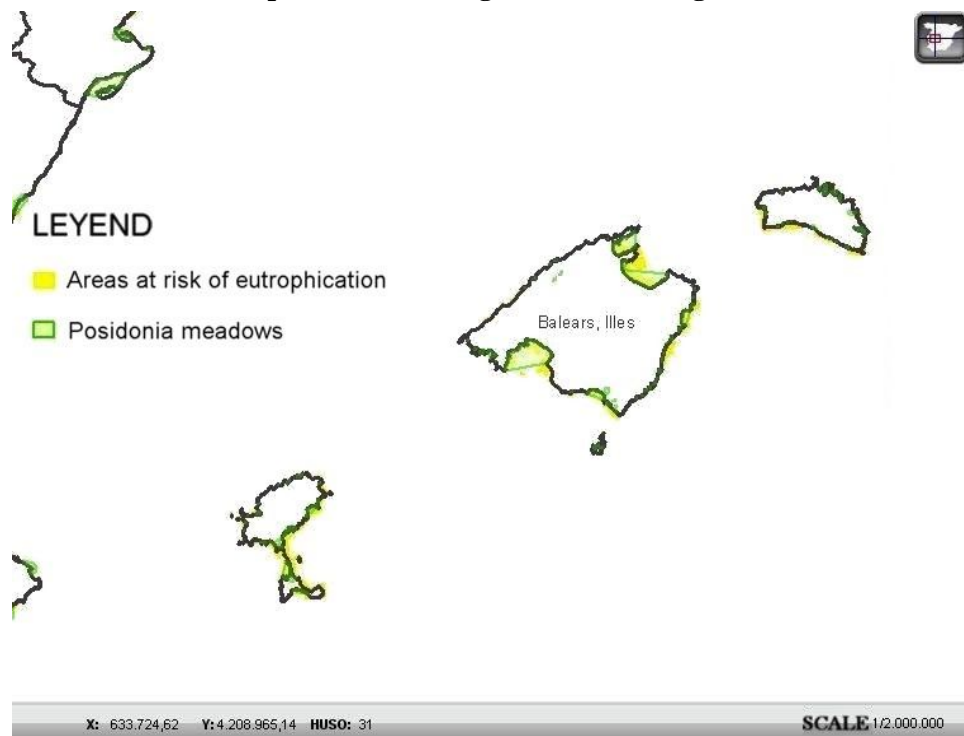 LEYEND
Areas at risk of eutrophication
Posidonia meadows
Balears, Illes
X: 633.724,62 Y: 4.208.965,14 HUSO: 31
SCALE 1/2.000.000